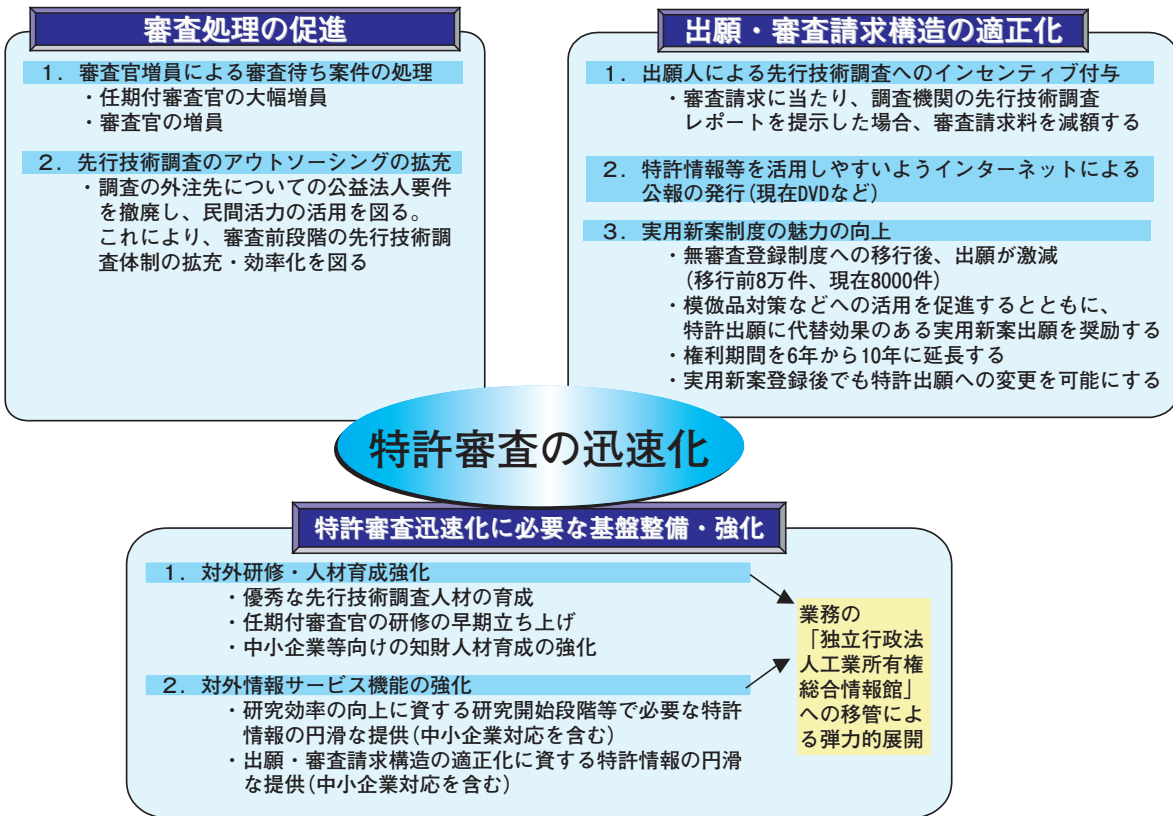 審査処理の促進
1．審査官増員による審査待ち案件の処理
・任期付審査官の大幅増員
・審査官の増員
2．先行技術調査のアウトソーシングの拡充
・調査の外注先についての公益法人要件
を撤廃し、民間活力の活用を図る。
これにより、審査前段階の先行技術調
査体制の拡充・効率化を図る
出願・審査請求構造の適正化
1．出願人による先行技術調査へのインセンティブ付与
・審査請求に当たり、調査機関の先行技術調査
レポートを提示した場合、審査請求料を減額する
2．特許情報等を活用しやすいようインターネットによる
公報の発行(現在DVDなど)
3．実用新案制度の魅力の向上
・無審査登録制度への移行後、出願が激減
(移行前8万件、現在8000件)
・模倣品対策などへの活用を促進するとともに、
特許出願に代替効果のある実用新案出願を奨励する
・権利期間を6年から10年に延長する
・実用新案登録後でも特許出願への変更を可能にする
特許審査の迅速化
特許審査迅速化に必要な基盤整備・強化
1．対外研修・人材育成強化
・優秀な先行技術調査人材の育成
・任期付審査官の研修の早期立ち上げ
・中小企業等向けの知財人材育成の強化
2．対外情報サービス機能の強化
・研究効率の向上に資する研究開始段階等で必要な特許
情報の円滑な提供(中小企業対応を含む)
・出願・審査請求構造の適正化に資する特許情報の円滑
な提供(中小企業対応を含む)
業務の
「独立行政法
人工業所有権
総合情報館」
への移管によ
る弾力的展開